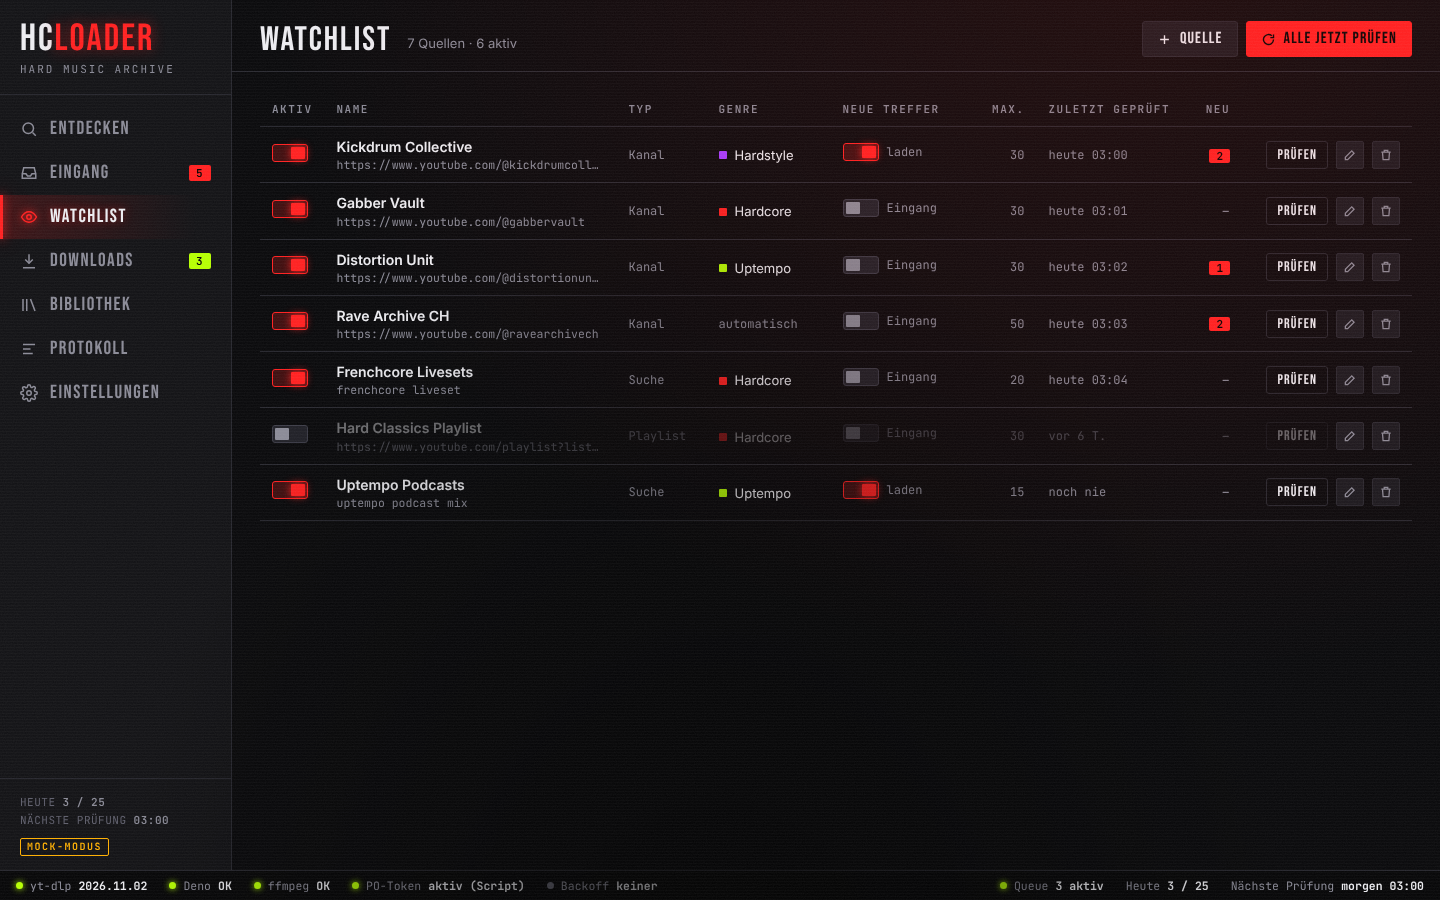 HCLOADER
HARD MUSIC ARCHIVE
ENTDECKEN
EINGANG 5
WATCHLIST
DOWNLOADS 3
BIBLIOTHEK
PROTOKOLL
EINSTELLUNGEN
HEUTE 3 / 25
NÄCHSTE PRÜFUNG 03:00
MOCK-MODUS
WATCHLIST 7 Quellen · 6 aktiv
QUELLE
ALLE JETZT PRÜFEN
AKTIV NAME TYP GENRE NEUE TREFFER MAX. ZULETZT GEPRÜFT NEU
Kickdrum Collective
https://www.youtube.com/@kickdrumcoll…
Kanal Hardstyle laden 30 heute 03:00 2 PRÜFEN
Gabber Vault
https://www.youtube.com/@gabbervault
Kanal Hardcore Eingang 30 heute 03:01 – PRÜFEN
Distortion Unit
https://www.youtube.com/@distortionun…
Kanal Uptempo Eingang 30 heute 03:02 1 PRÜFEN
Rave Archive CH
https://www.youtube.com/@ravearchivech
Kanal automatisch Eingang 50 heute 03:03 2 PRÜFEN
Frenchcore Livesets
frenchcore liveset
Suche Hardcore Eingang 20 heute 03:04 – PRÜFEN
Hard Classics Playlist
https://www.youtube.com/playlist?list…
Playlist Hardcore Eingang 30 vor 6 T. – PRÜFEN
Uptempo Podcasts
uptempo podcast mix
Suche Uptempo laden 15 noch nie – PRÜFEN
yt-dlp 2026.11.02 Deno OK ffmpeg OK PO-Token aktiv (Script) Backoff keiner Queue 3 aktiv Heute 3 / 25 Nächste Prüfung morgen 03:00